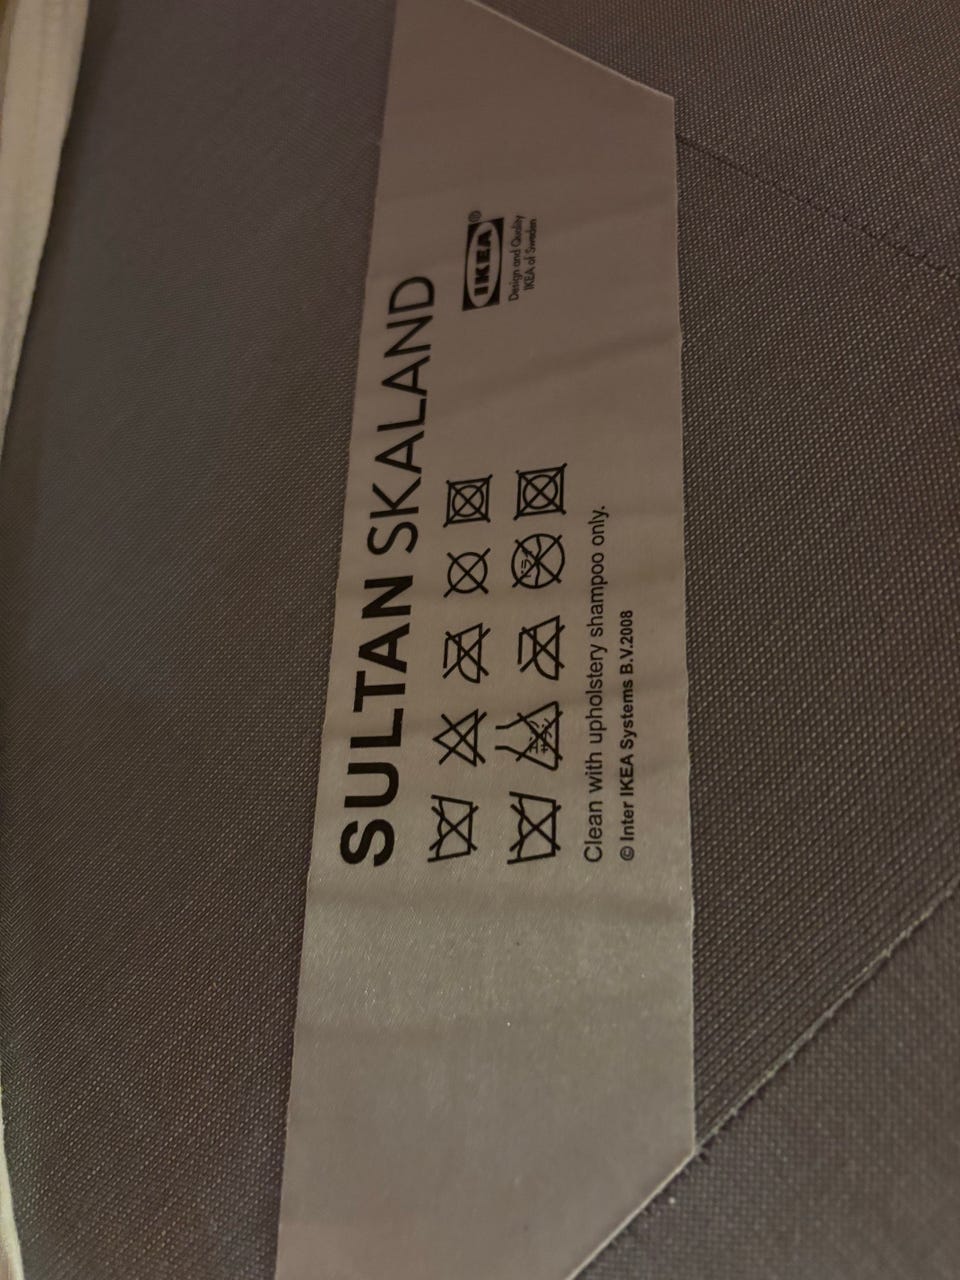 SULTAN SKALAND
IKEA®
Design and Quality
IKEA of Sweden
Clean with upholstery shampoo only.
© Inter IKEA Systems B.V.2008